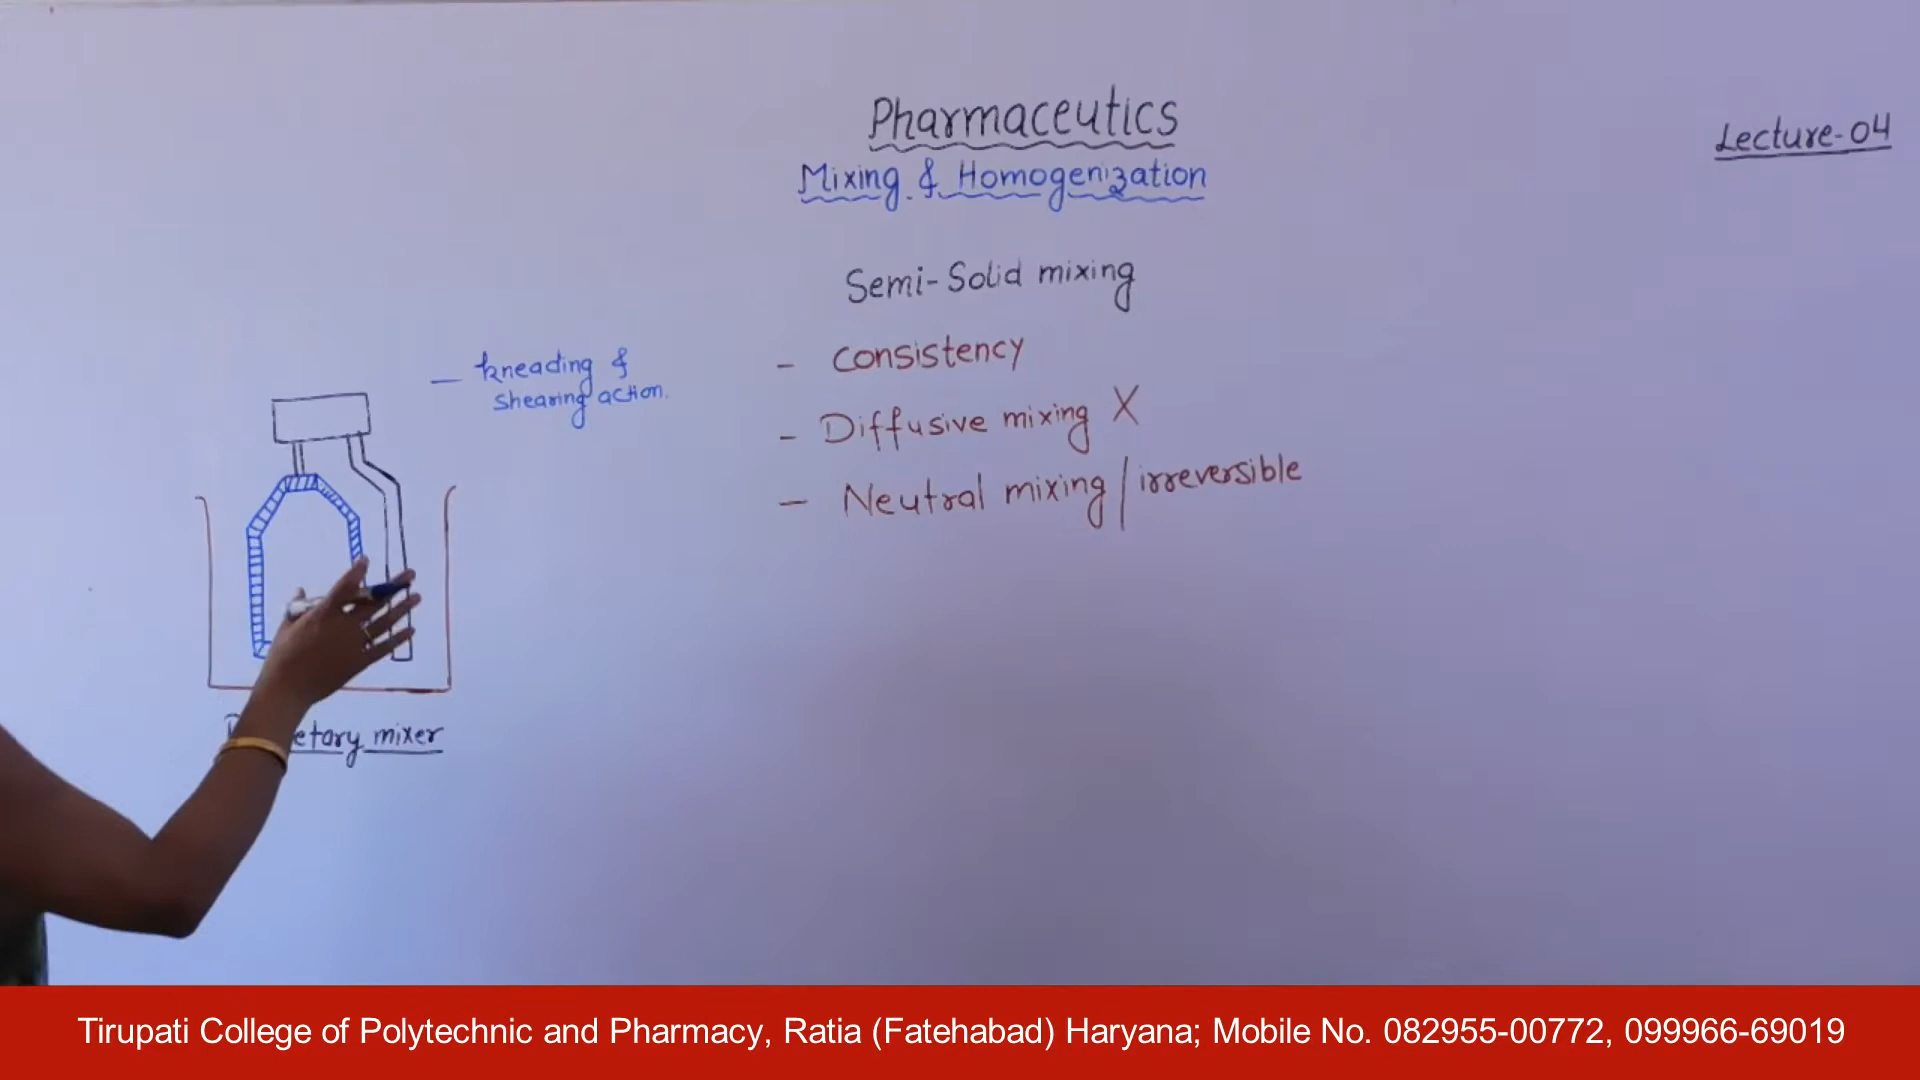 Pharmaceutics
Lecture-04
Mixing & Homogenization
Semi-Solid mixing
- Consistency
- Diffusive mixing X
- Neutral mixing / irreversible
- kneading &
shearing action.
mixer
Tirupati College of Polytechnic and Pharmacy, Ratia (Fatehabad) Haryana; Mobile No. 082955-00772, 099966-69019